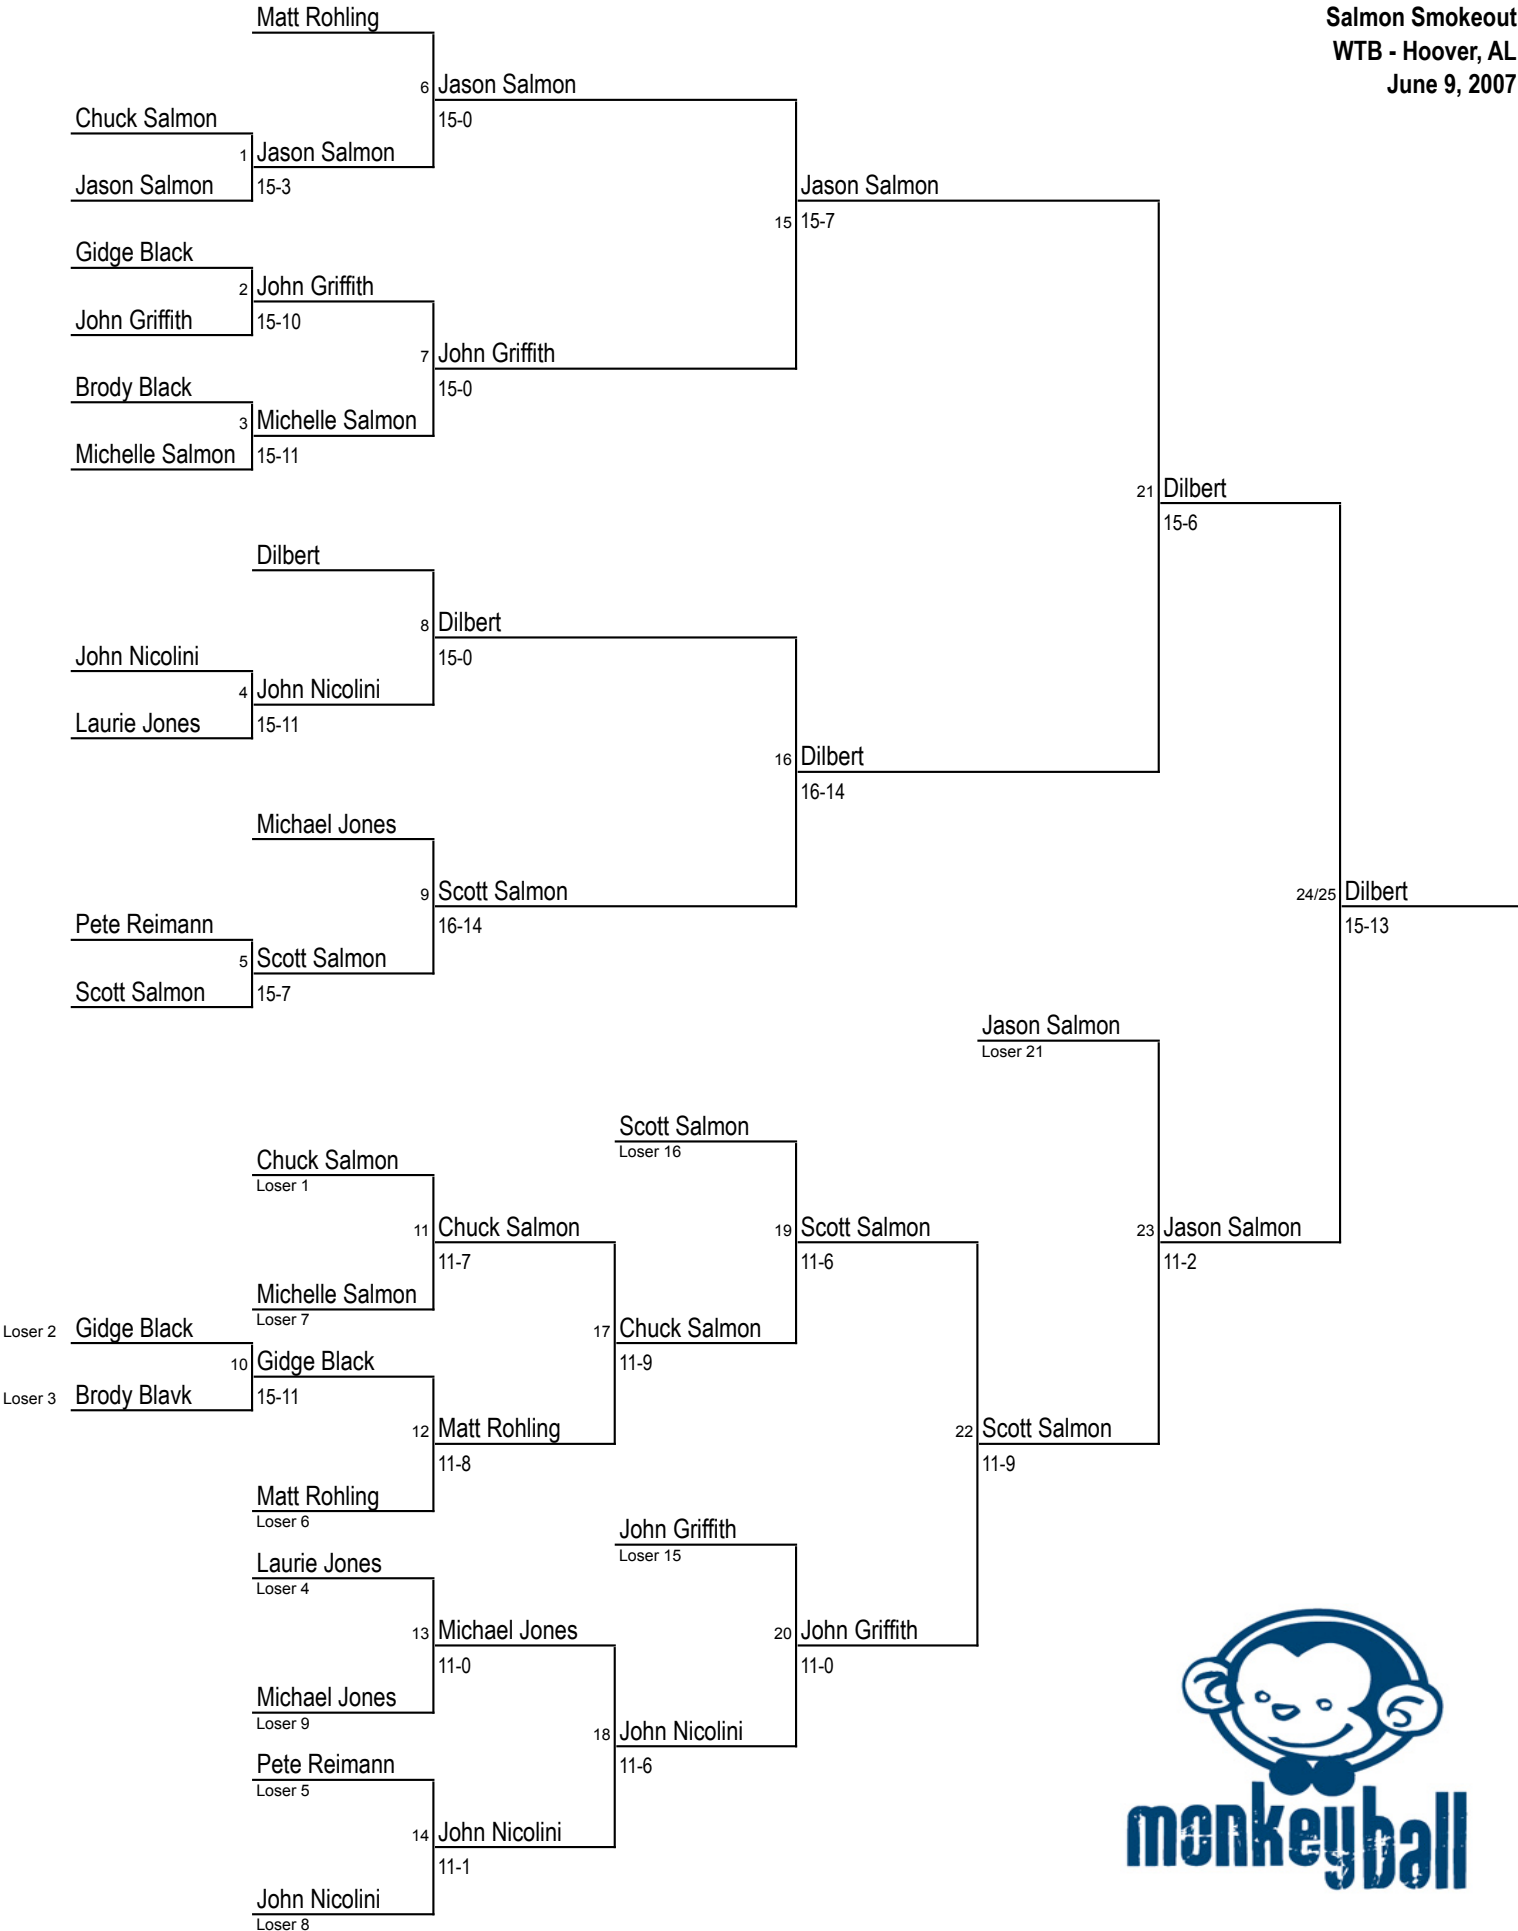 Salmon Smokeout
WTB - Hoover, AL
June 9, 2007
Matt Rohling
6 Jason Salmon
15-0
Chuck Salmon
1 Jason Salmon
Jason Salmon
15-3
Jason Salmon
15 15-7
Gidge Black
2 John Griffith
John Griffith
15-10
7 John Griffith
15-0
Brody Black
3 Michelle Salmon
Michelle Salmon
15-11
21 Dilbert
15-6
Dilbert
8 Dilbert
15-0
John Nicolini
4 John Nicolini
Laurie Jones
15-11
16 Dilbert
16-14
Michael Jones
9 Scott Salmon
16-14
24/25 Dilbert
15-13
Pete Reimann
5 Scott Salmon
Scott Salmon
15-7
Jason Salmon
Loser 21
Scott Salmon
Loser 16
Chuck Salmon
Loser 1
11 Chuck Salmon
11-7
19 Scott Salmon
11-6
23 Jason Salmon
11-2
Michelle Salmon
Loser 7
Loser 2 Gidge Black
17 Chuck Salmon
11-9
10 Gidge Black
Loser 3 Brody Blavk
15-11
12 Matt Rohling
11-8
22 Scott Salmon
11-9
Matt Rohling
Loser 6
John Griffith
Loser 15
Laurie Jones
Loser 4
13 Michael Jones
11-0
20 John Griffith
11-0
Michael Jones
Loser 9
18 John Nicolini
11-6
Pete Reimann
Loser 5
14 John Nicolini
11-1
John Nicolini
Loser 8
monkeyball